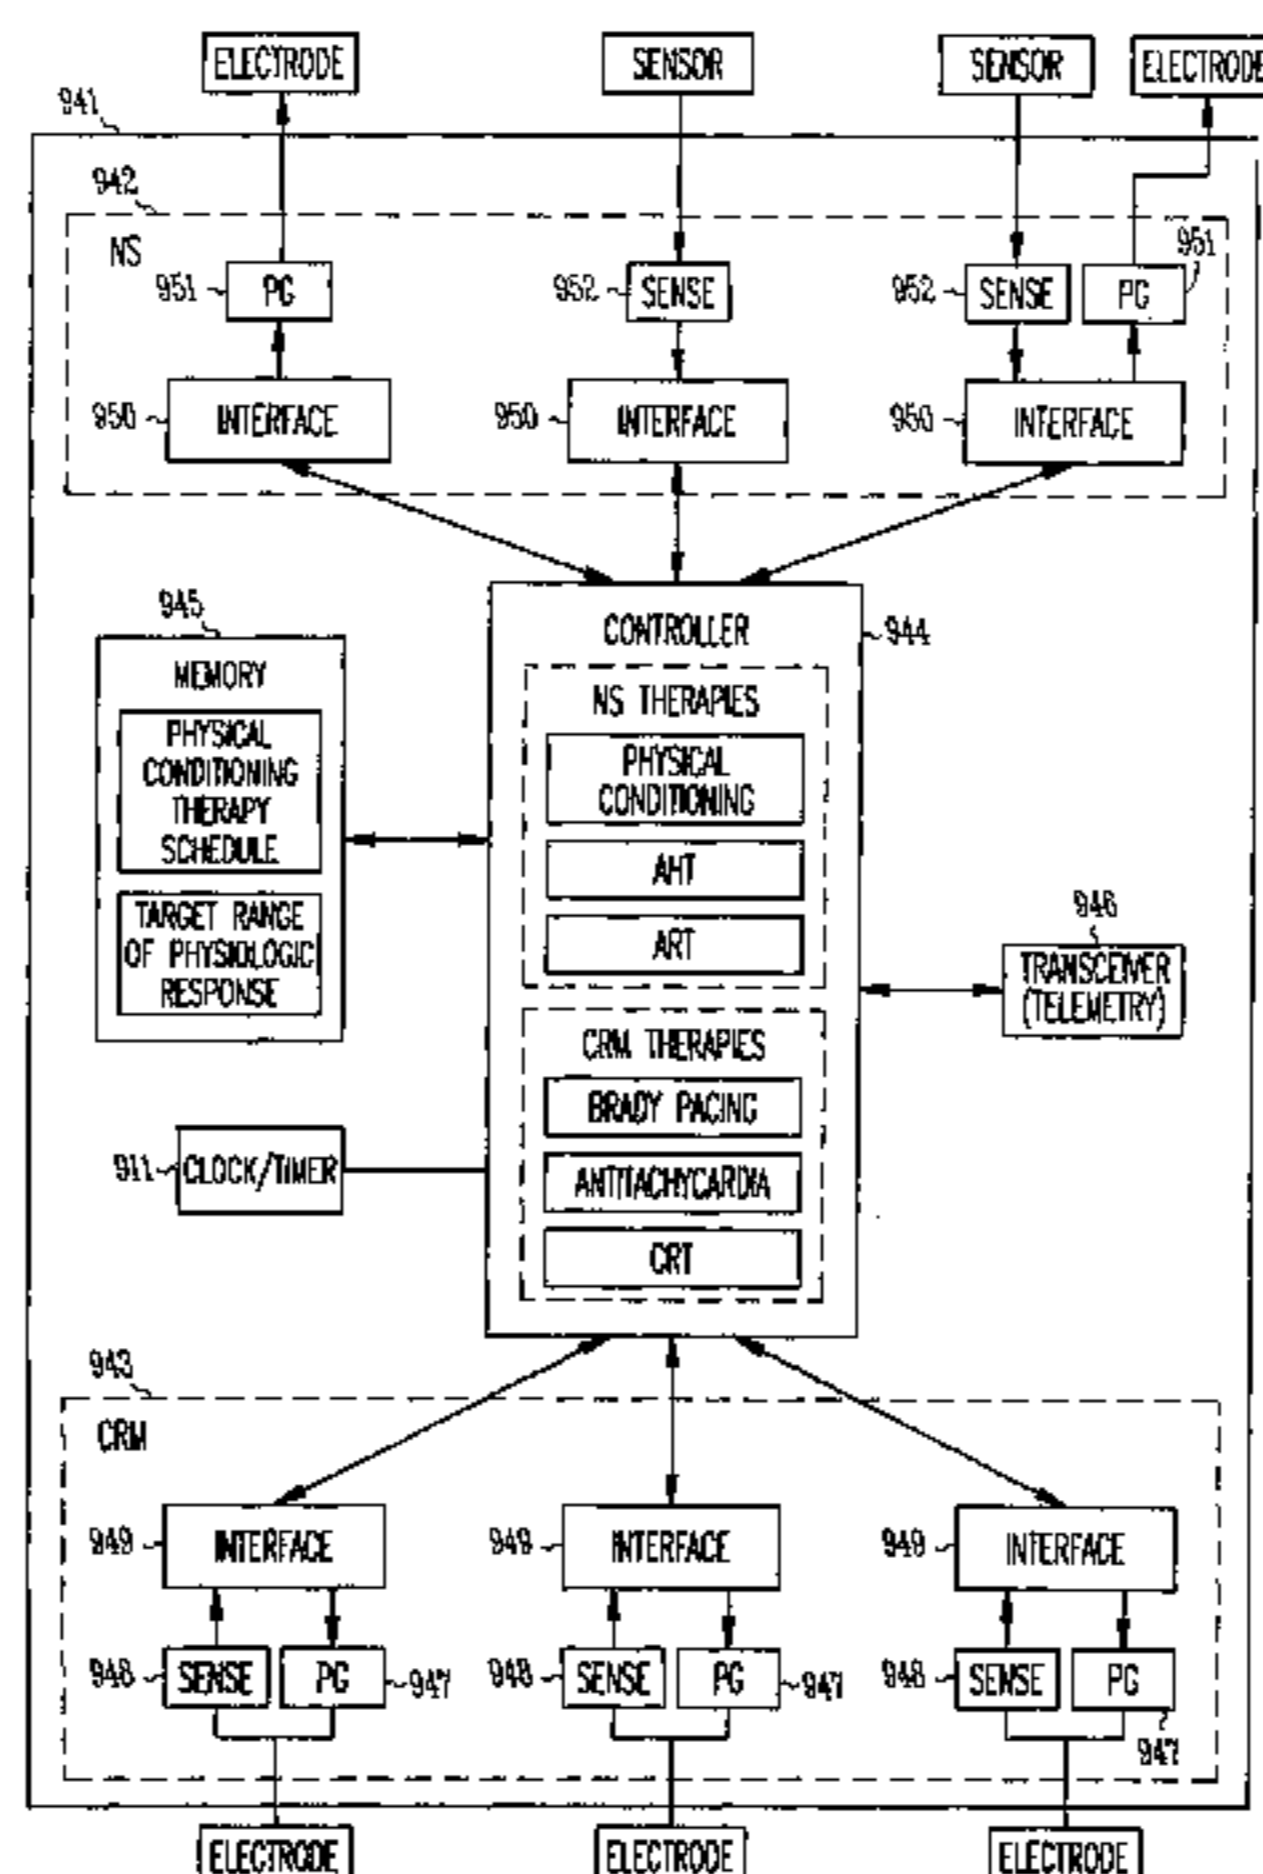 ELECTRODE
SENSOR
SENSOR
ELECTRODE
941
942
NS
951
PG
952
SENSE
952
SENSE
PG
951
950
INTERFACE
950
INTERFACE
950
INTERFACE
945
MEMORY
PHYSICAL
CONDITIONING
THERAPY
SCHEDULE
TARGET RANGE
OF PHYSIOLOGIC
RESPONSE
CONTROLLER
944
NS THERAPIES
PHYSICAL
CONDITIONING
AHT
ART
CRM THERAPIES
BRADY PACING
ANTITACHYCARDIA
CRT
946
TRANSCEIVER
(TELEMETRY)
911
CLOCK/TIMER
943
CRM
949
INTERFACE
949
INTERFACE
949
INTERFACE
948
SENSE
PG
947
948
SENSE
PG
947
948
SENSE
PG
947
ELECTRODE
ELECTRODE
ELECTRODE